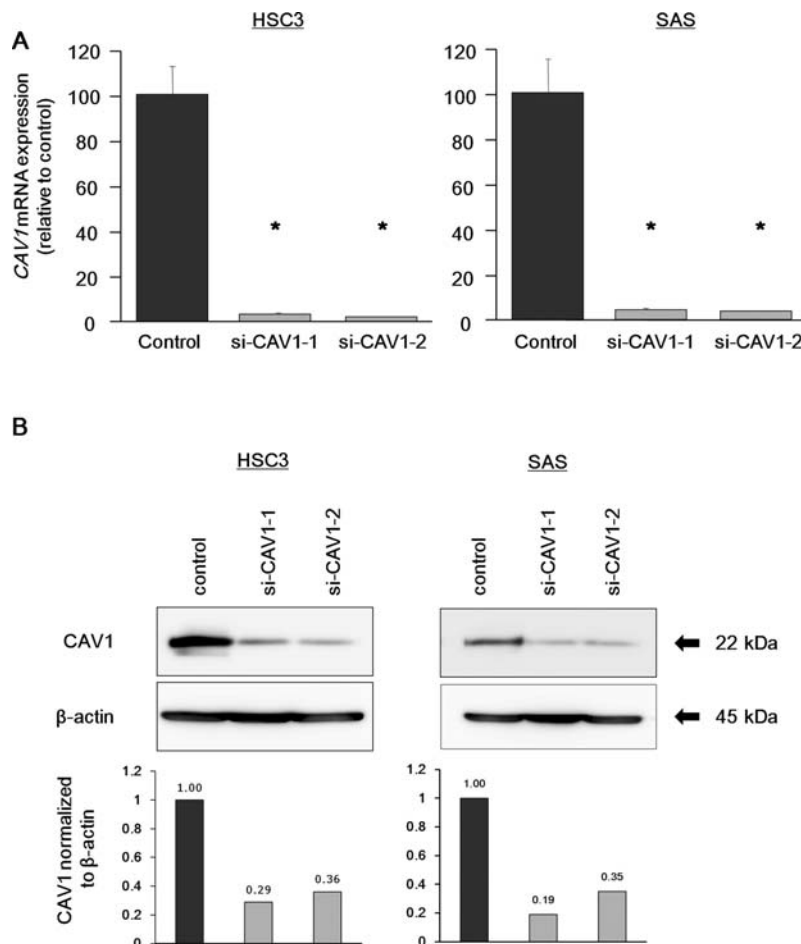 A
HSC3
SAS
CAV1 mRNA expression
(relative to control)
120
100
80
60
40
20
0
Control
si-CAV1-1
si-CAV1-2
*
*
120
100
80
60
40
20
0
Control
si-CAV1-1
si-CAV1-2
*
*
B
HSC3
SAS
control
si-CAV1-1
si-CAV1-2
control
si-CAV1-1
si-CAV1-2
CAV1
22 kDa
β-actin
45 kDa
CAV1 normalized
to β-actin
1.2
1
0.8
0.6
0.4
0.2
0
1.00
0.29
0.36
1.2
1
0.8
0.6
0.4
0.2
0
1.00
0.19
0.35